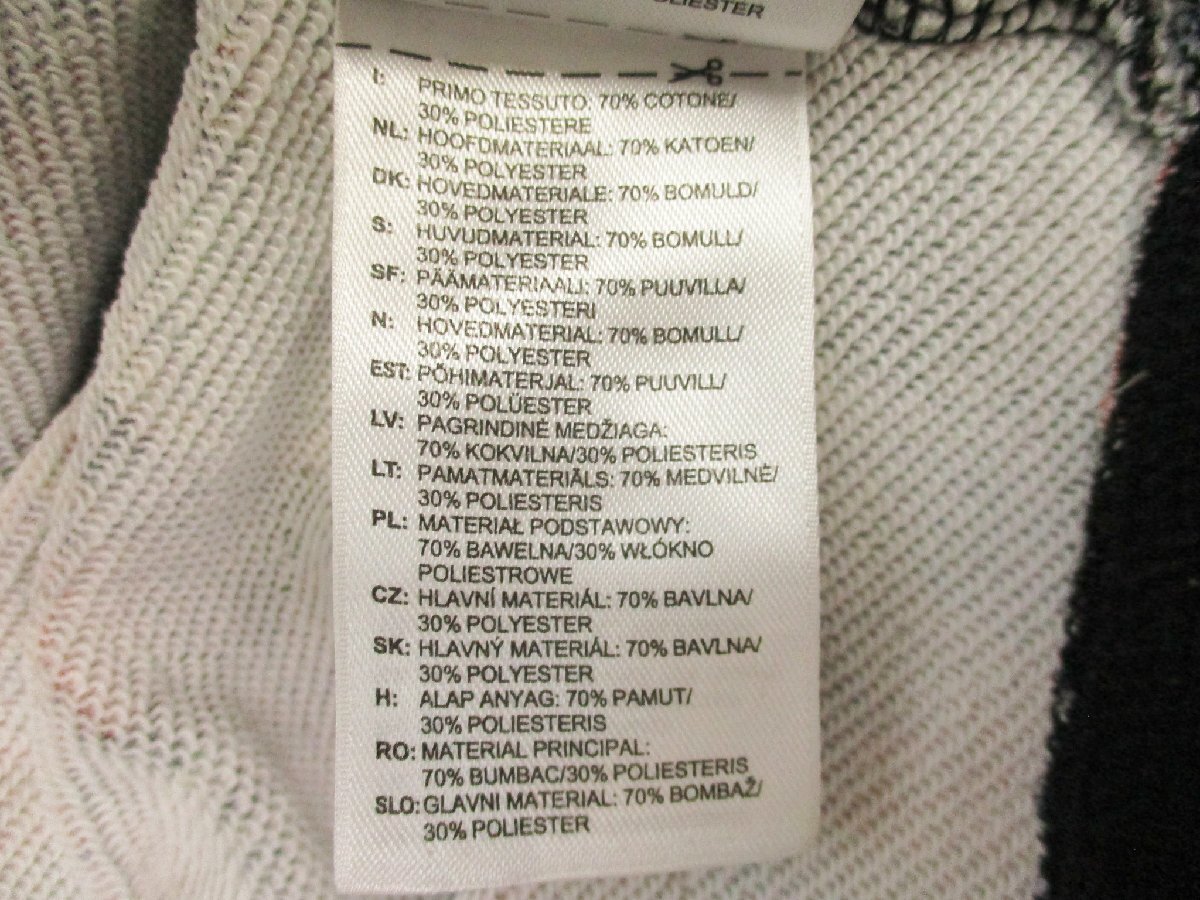 POLIESTER
I: PRIMO TESSUTO: 70% COTONE/
30% POLIESTERE
NL: HOOFDMATERIAAL: 70% KATOEN/
30% POLYESTER
DK: HOVEDMATERIALE: 70% BOMULD/
30% POLYESTER
S: HUVUDMATERIAL: 70% BOMULL/
30% POLYESTER
SF: PÄÄMATERIAALI: 70% PUUVILLA/
30% POLYESTERI
N: HOVEDMATERIAL: 70% BOMULL/
30% POLYESTER
EST: PÕHIMATERJAL: 70% PUUVILL/
30% POLÜESTER
LV: PAGRINDINĖ MEDŽIAGA:
70% KOKVILNA/30% POLIESTERIS
LT: PAMATMATERIĀLS: 70% MEDVILNĖ/
30% POLIESTERIS
PL: MATERIAŁ PODSTAWOWY:
70% BAWEŁNA/30% WŁÓKNO
POLIESTROWE
CZ: HLAVNÍ MATERIÁL: 70% BAVLNA/
30% POLYESTER
SK: HLAVNÝ MATERIÁL: 70% BAVLNA/
30% POLYESTER
H: ALAP ANYAG: 70% PAMUT/
30% POLIESTERIS
RO: MATERIAL PRINCIPAL:
70% BUMBAC/30% POLIESTERIS
SLO: GLAVNI MATERIAL: 70% BOMBAŽ/
30% POLIESTER